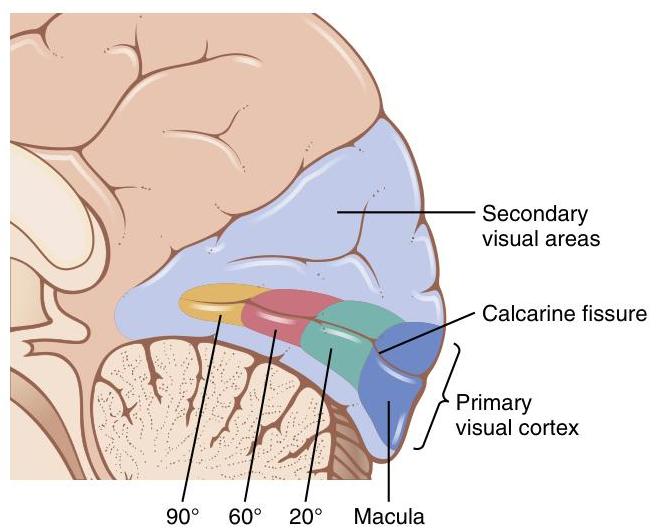 Secondary
visual areas
Calcarine fissure
Primary
visual cortex
90° 60° 20° Macula